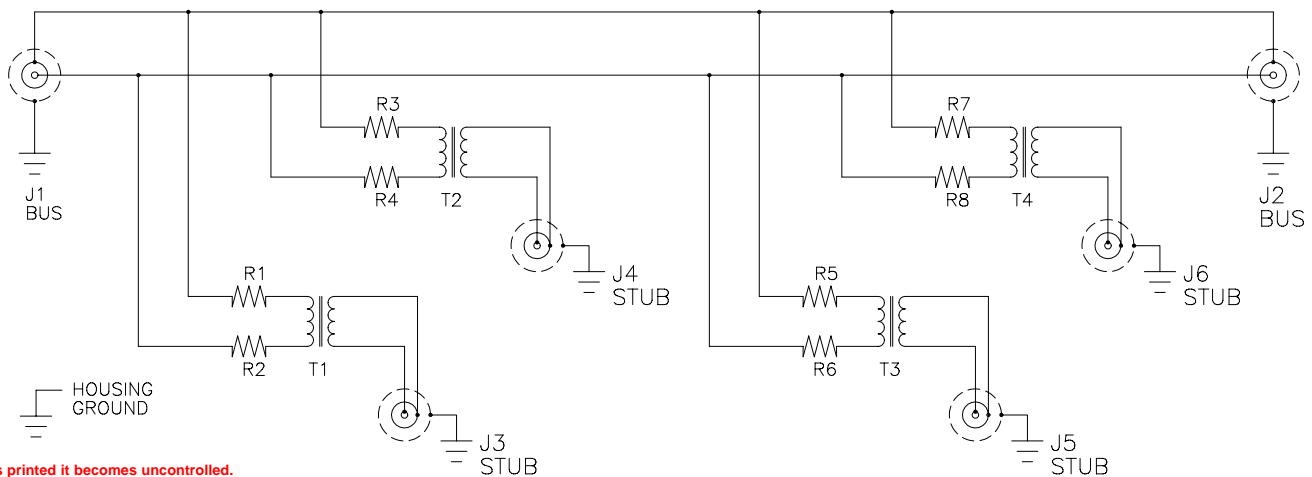 R3
R7
R4
T2
R8
T4
J1
BUS
J2
BUS
R1
J4
STUB
R5
J6
STUB
R2
T1
R6
T3
HOUSING
GROUND
J3
STUB
J5
STUB
s printed it becomes uncontrolled.